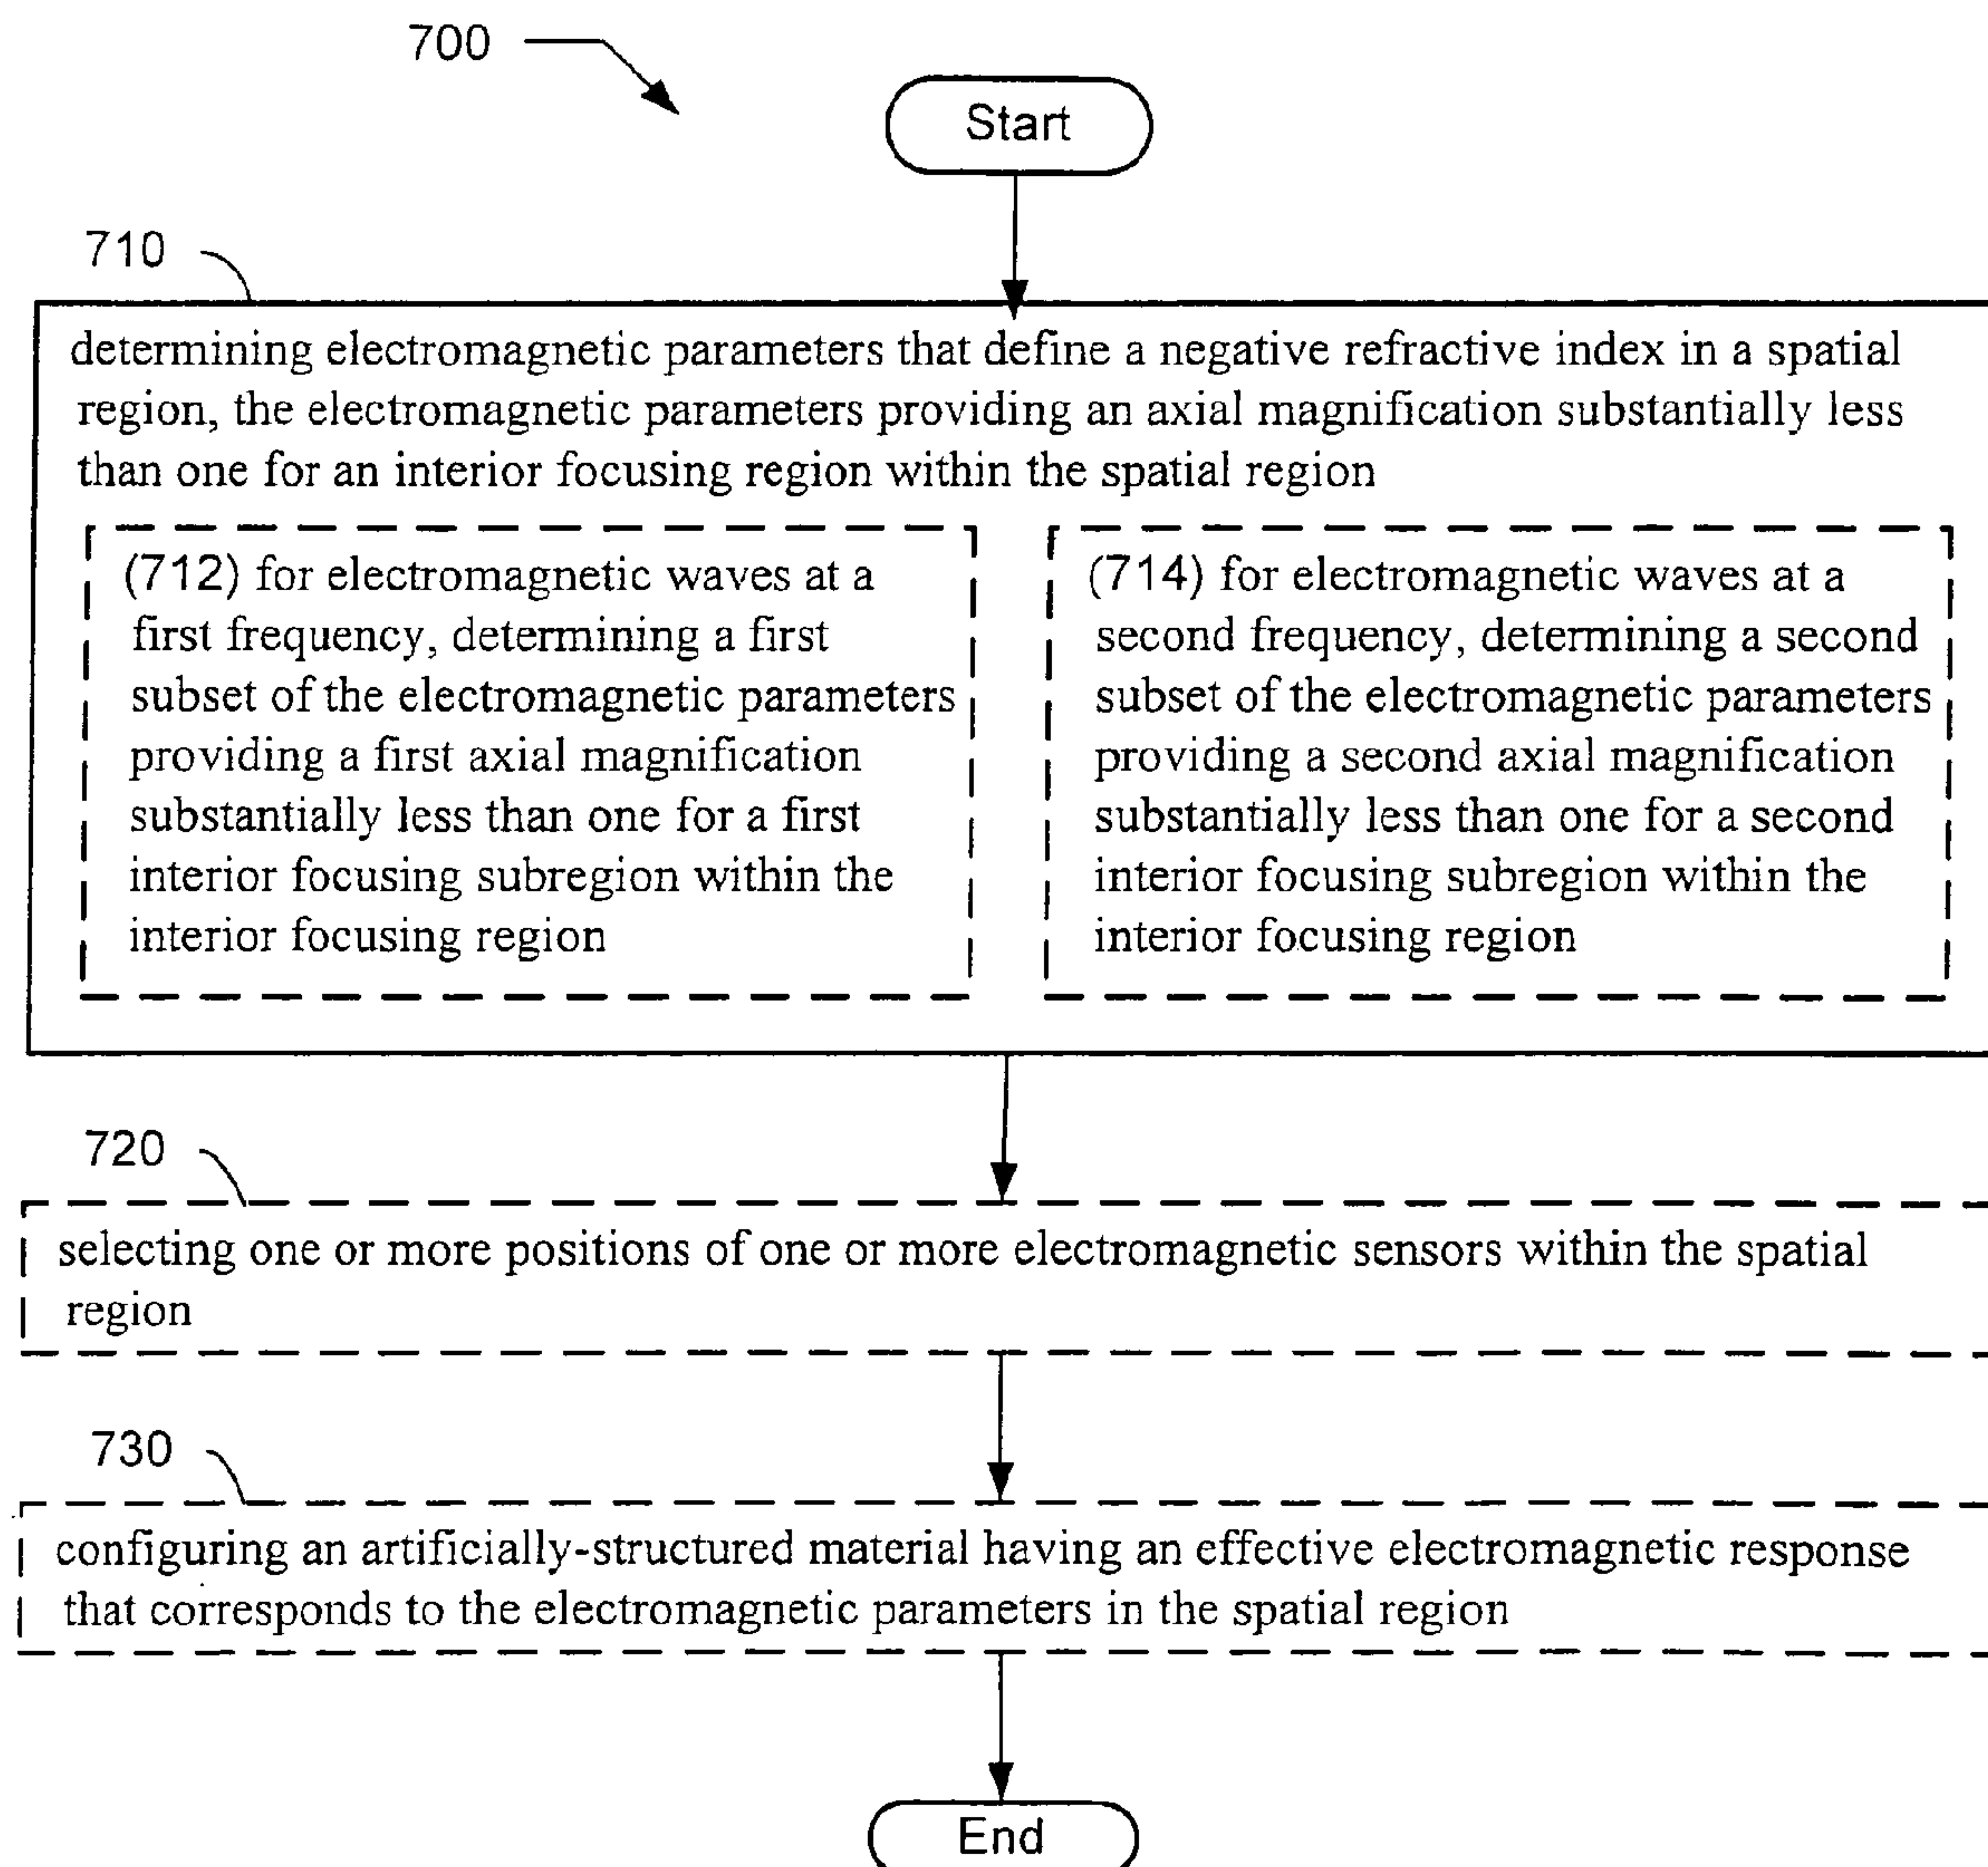 700
Start
710
determining electromagnetic parameters that define a negative refractive index in a spatial
region, the electromagnetic parameters providing an axial magnification substantially less
than one for an interior focusing region within the spatial region
(712) for electromagnetic waves at a
first frequency, determining a first
subset of the electromagnetic parameters
providing a first axial magnification
substantially less than one for a first
interior focusing subregion within the
interior focusing region
(714) for electromagnetic waves at a
second frequency, determining a second
subset of the electromagnetic parameters
providing a second axial magnification
substantially less than one for a second
interior focusing subregion within the
interior focusing region
720
selecting one or more positions of one or more electromagnetic sensors within the spatial
region
730
configuring an artificially-structured material having an effective electromagnetic response
that corresponds to the electromagnetic parameters in the spatial region
End